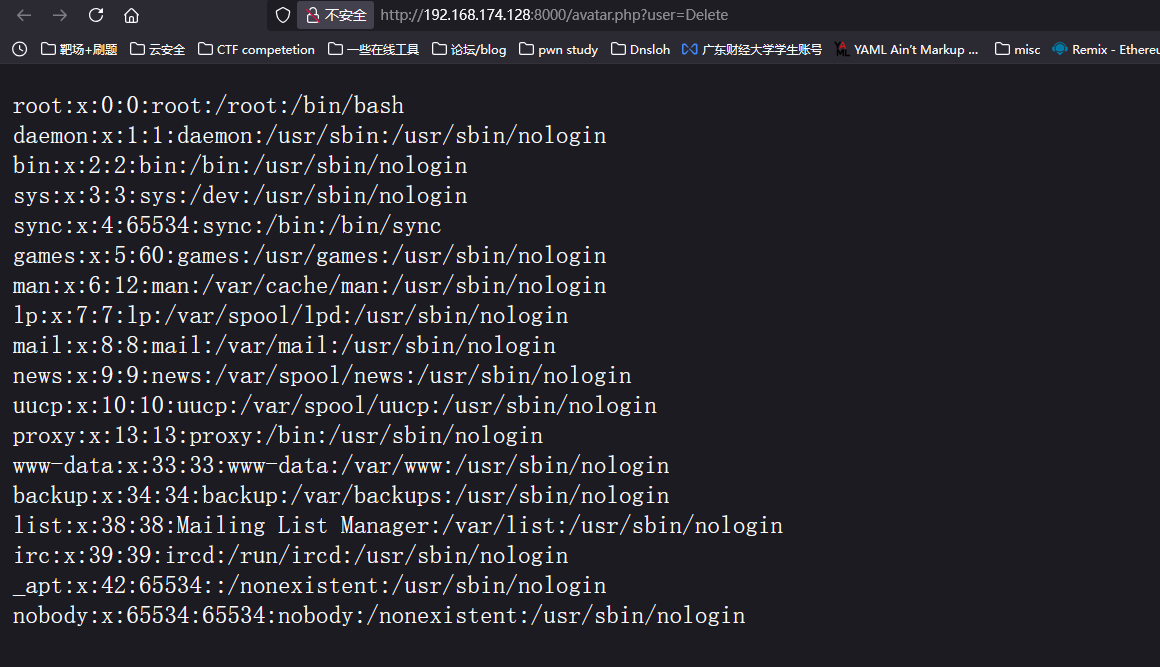 不安全 http://192.168.174.128:8000/avatar.php?user=Delete
靶场+刷题 云安全 CTF competetion 一些在线工具 论坛/blog pwn study Dnsloh 广东财经大学学生账号 YAML Ain't Markup ... misc Remix - Ethereu
root:x:0:0:root:/root:/bin/bash
daemon:x:1:1:daemon:/usr/sbin:/usr/sbin/nologin
bin:x:2:2:bin:/bin:/usr/sbin/nologin
sys:x:3:3:sys:/dev:/usr/sbin/nologin
sync:x:4:65534:sync:/bin:/bin/sync
games:x:5:60:games:/usr/games:/usr/sbin/nologin
man:x:6:12:man:/var/cache/man:/usr/sbin/nologin
lp:x:7:7:lp:/var/spool/lpd:/usr/sbin/nologin
mail:x:8:8:mail:/var/mail:/usr/sbin/nologin
news:x:9:9:news:/var/spool/news:/usr/sbin/nologin
uucp:x:10:10:uucp:/var/spool/uucp:/usr/sbin/nologin
proxy:x:13:13:proxy:/bin:/usr/sbin/nologin
www-data:x:33:33:www-data:/var/www:/usr/sbin/nologin
backup:x:34:34:backup:/var/backups:/usr/sbin/nologin
list:x:38:38:Mailing List Manager:/var/list:/usr/sbin/nologin
irc:x:39:39:ircd:/run/ircd:/usr/sbin/nologin
_apt:x:42:65534::/nonexistent:/usr/sbin/nologin
nobody:x:65534:65534:nobody:/nonexistent:/usr/sbin/nologin